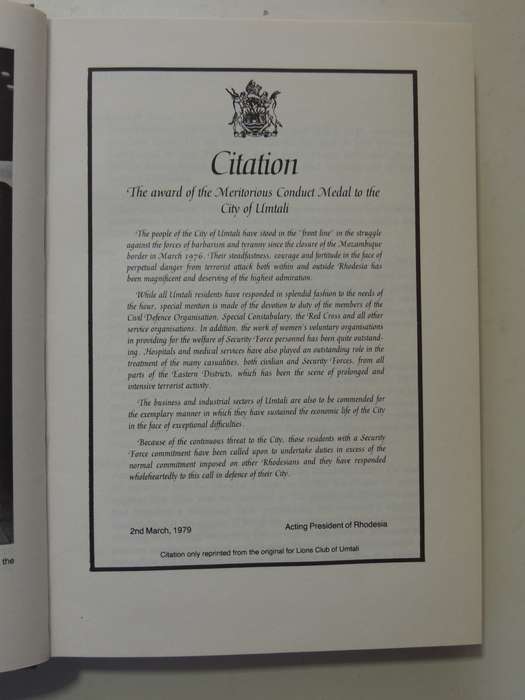 Citation
The award of the Meritorious Conduct Medal to the
City of Umtali
The people of the City of Umtali have stood in the 'front line' in the struggle
against the forces of barbarism and tyranny since the closure of the Mozambique
border in March 1976. Their steadfastness, courage and fortitude in the face of
perpetual danger from terrorist attack both within and outside Rhodesia has
been magnificent and deserving of the highest admiration.
While all Umtali residents have responded in splendid fashion to the needs of
the hour, special mention is made of the devotion to duty of the members of the
Civil Defence Organisation, Special Constabulary, the Red Cross and all other
service organisations. In addition, the work of women's voluntary organisations
in providing for the welfare of Security Force personnel has been quite outstand-
ing. Hospitals and medical services have also played an outstanding role in the
treatment of the many casualities, both civilian and Security Forces, from all
parts of the Eastern Districts, which has been the scene of prolonged and
intensive terrorist activity.
The business and industrial sectors of Umtali are also to be commended for
the exemplary manner in which they have sustained the economic life of the City
in the face of exceptional difficulties.
Because of the continuous threat to the City, those residents with a Security
Force commitment have been called upon to undertake duties in excess of the
normal commitment imposed on other Rhodesians and they have responded
wholeheartedly to this call in defence of their City.
2nd March, 1979 Acting President of Rhodesia
Citation only reprinted from the original for Lions Club of Umtali
the